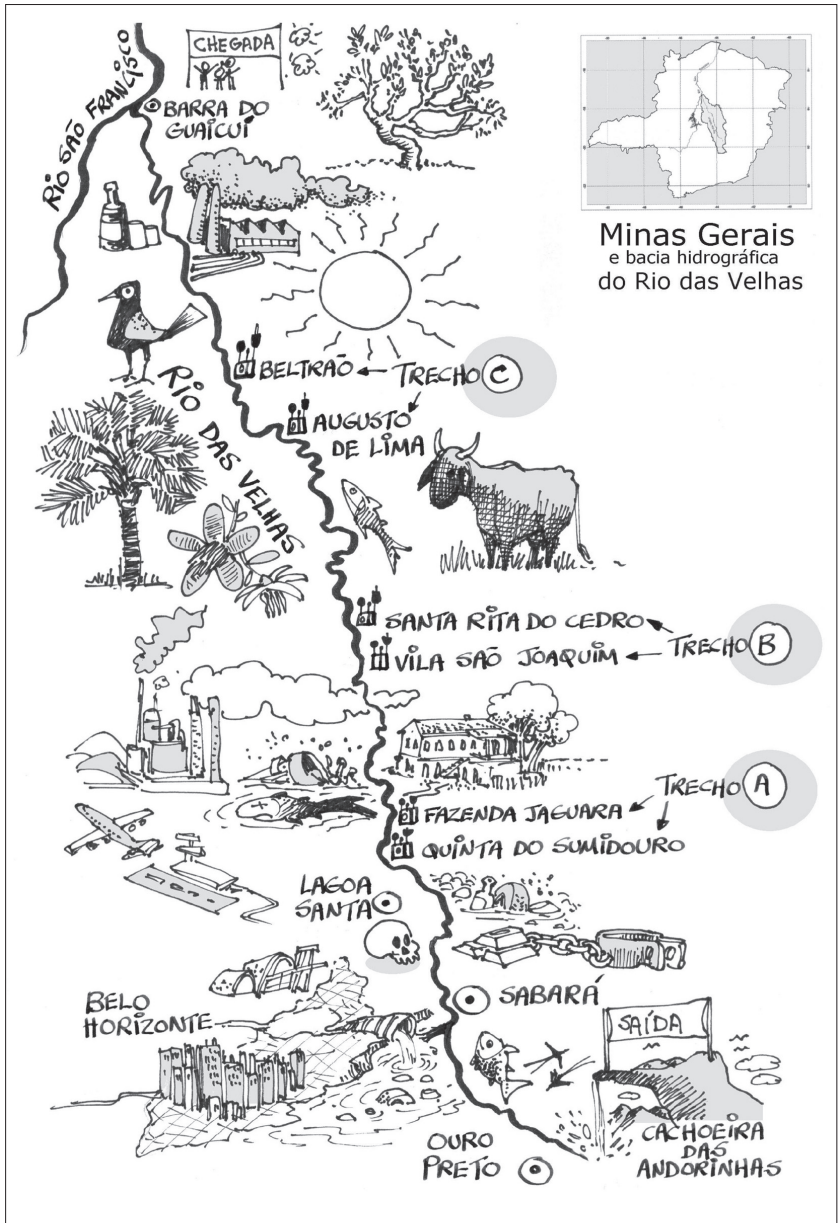 CHEGADA
RIO SÃO FRANCISCO
BARRA DO
GUAICUÍ
Minas Gerais
e bacia hidrográfica
do Rio das Velhas
BELTRÃO
TRECHO C
AUGUSTO
DE LIMA
RIO DAS VELHAS
SANTA RITA DO CEDRO
TRECHO B
VILA SÃO JOAQUIM
TRECHO A
FAZENDA JAGUARA
QUINTA DO SUMIDOURO
LAGOA
SANTA
SABARÁ
BELO
HORIZONTE
SAÍDA
CACHOEIRA
DAS
ANDORINHAS
OURO
PRETO